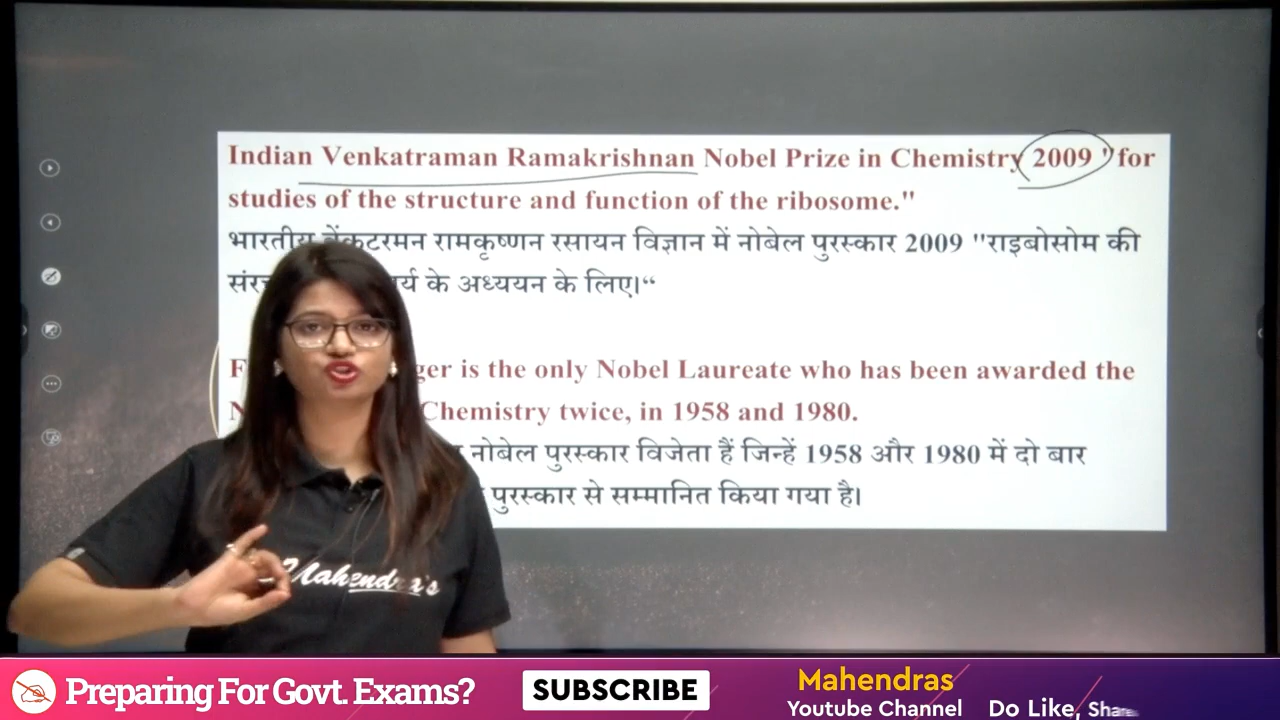 Indian Venkatraman Ramakrishnan Nobel Prize in Chemistry 2009 "for
studies of the structure and function of the ribosome."
भारतीय वेंकटरमन रामकृष्णन रसायन विज्ञान में नोबेल पुरस्कार 2009 "राइबोसोम की
के अध्ययन के लिए।“
is the only Nobel Laureate who has been awarded the
Chemistry twice, in 1958 and 1980.
नोबेल पुरस्कार विजेता हैं जिन्हें 1958 और 1980 में दो बार
पुरस्कार से सम्मानित किया गया है।
Mahendra's
Preparing For Govt. Exams?
SUBSCRIBE
Mahendras
Youtube Channel Do Like, Share